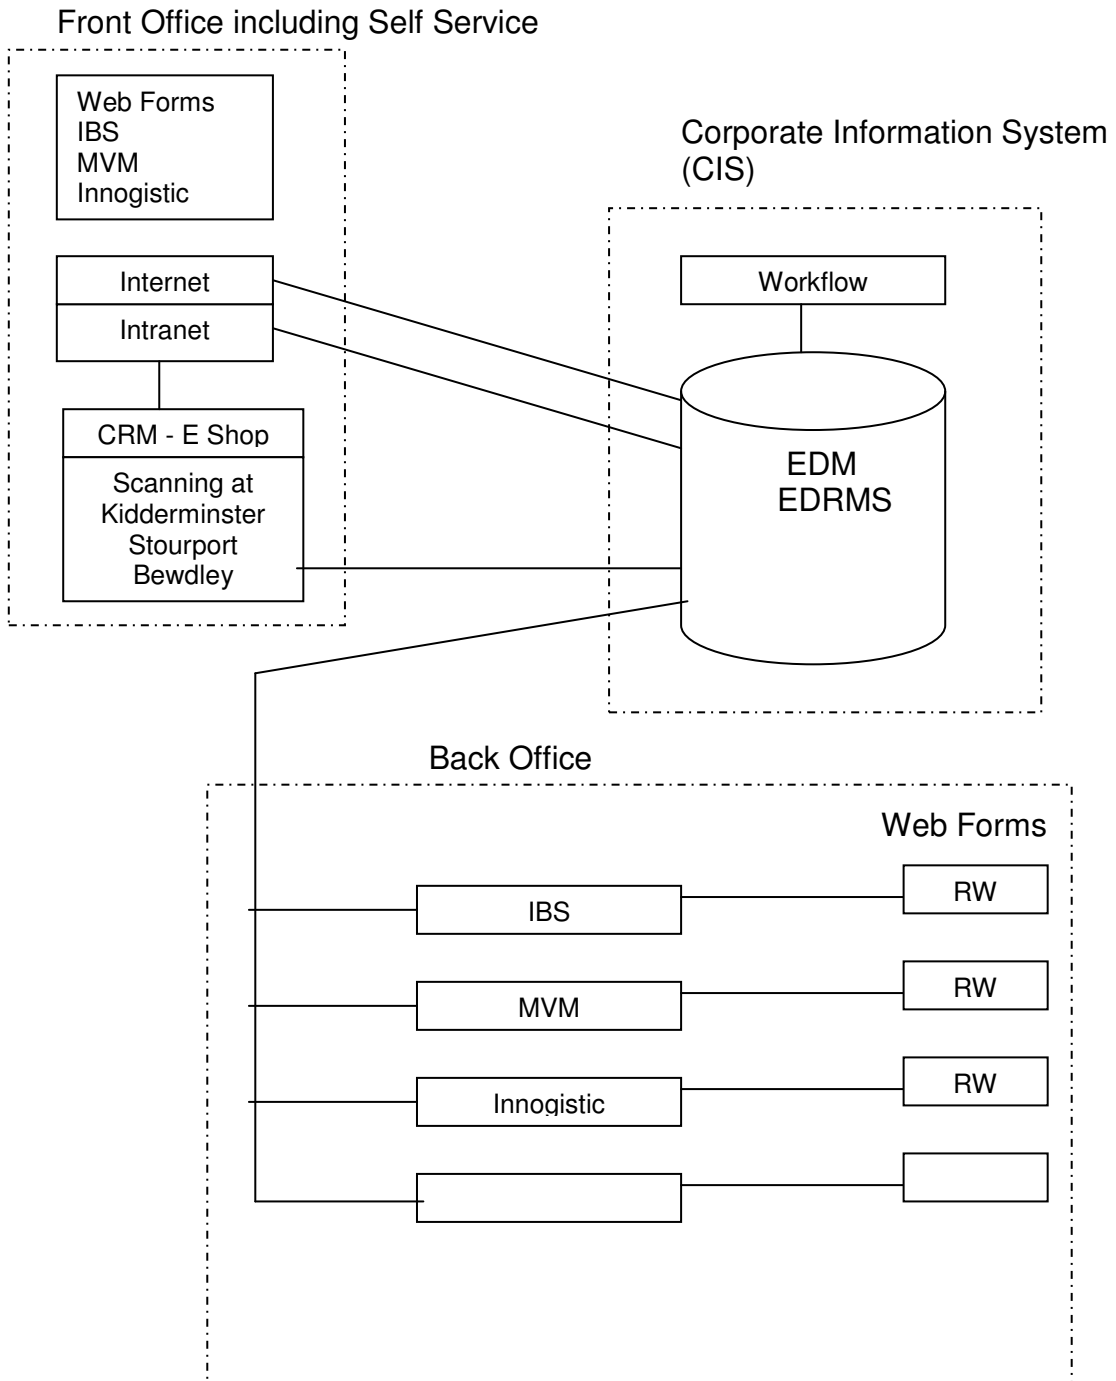 Front Office including Self Service
Web Forms
IBS
MVM
Innogistic
Internet
Intranet
CRM - E Shop
Scanning at
Kidderminster
Stourport
Bewdley
Corporate Information System
(CIS)
Workflow
EDM
EDRMS
Back Office
Web Forms
IBS
RW
MVM
RW
Innogistic
RW